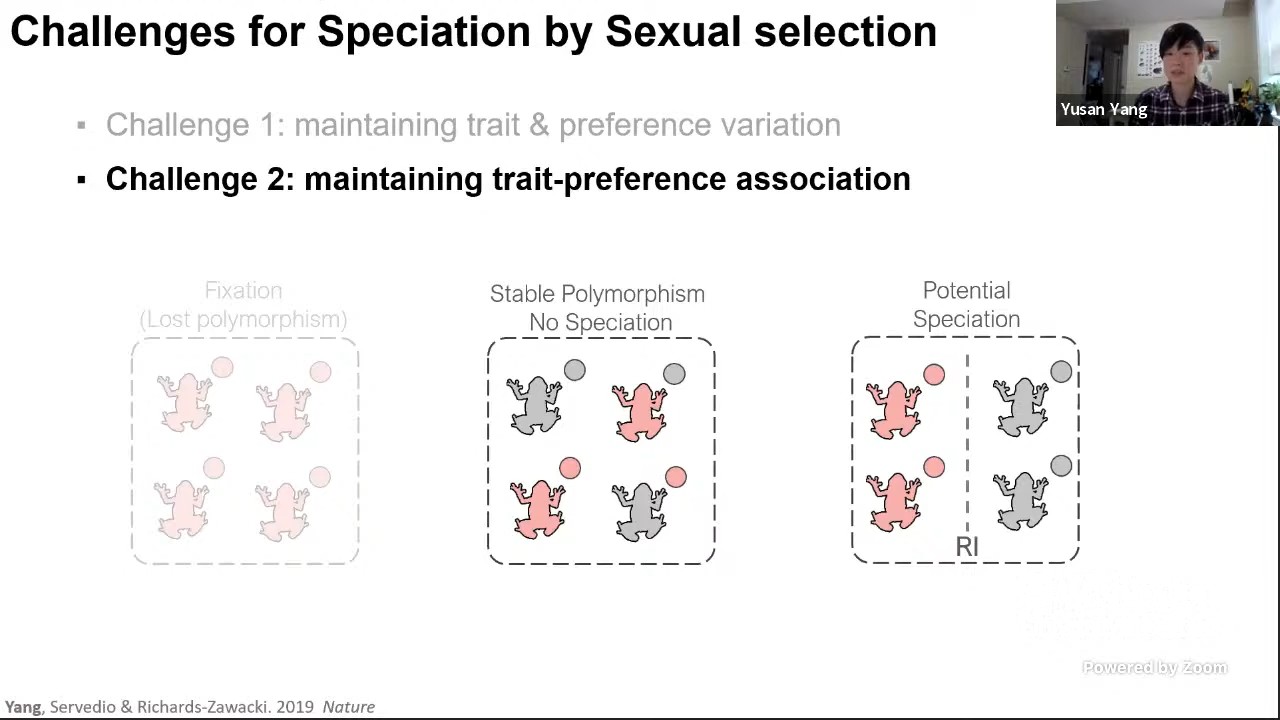 Challenges for Speciation by Sexual selection
Yusan Yang
▪ Challenge 1: maintaining trait & preference variation
▪ Challenge 2: maintaining trait-preference association
Fixation
(Lost polymorphism)
Stable Polymorphism
No Speciation
Potential
Speciation
RI
Powered by Zoom
Yang, Servedio & Richards-Zawacki. 2019 Nature